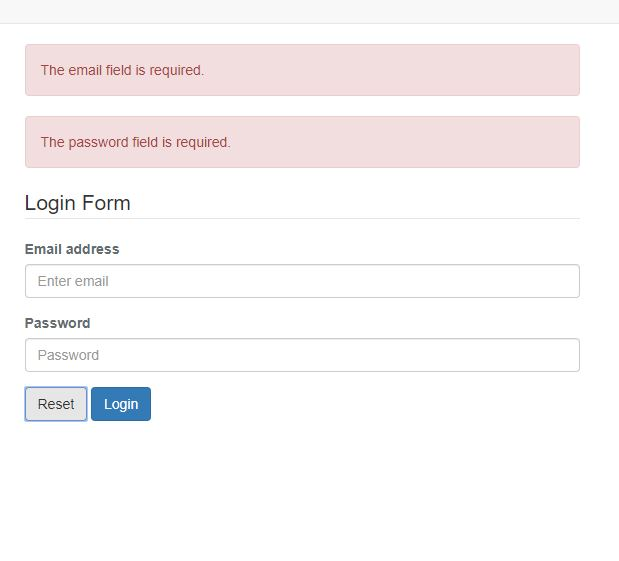 The email field is required.
The password field is required.
Login Form
Email address
Enter email
Password
Password
Reset Login